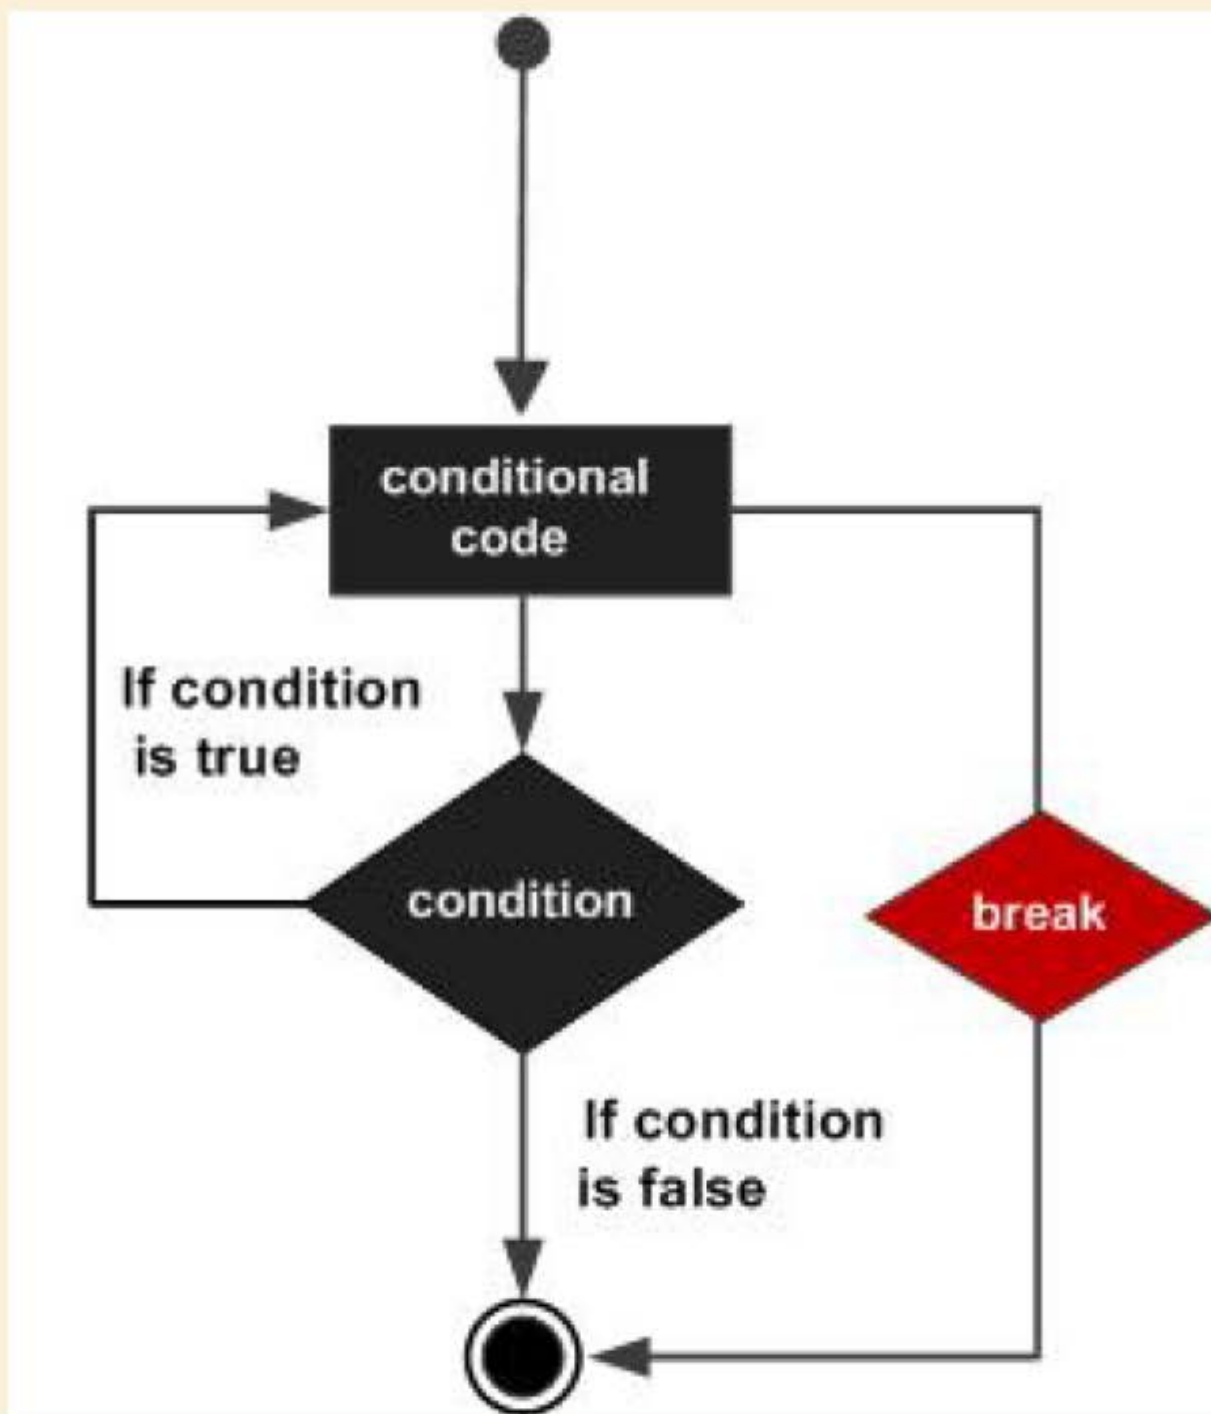 conditional
code
If condition
is true
condition
break
If condition
is false